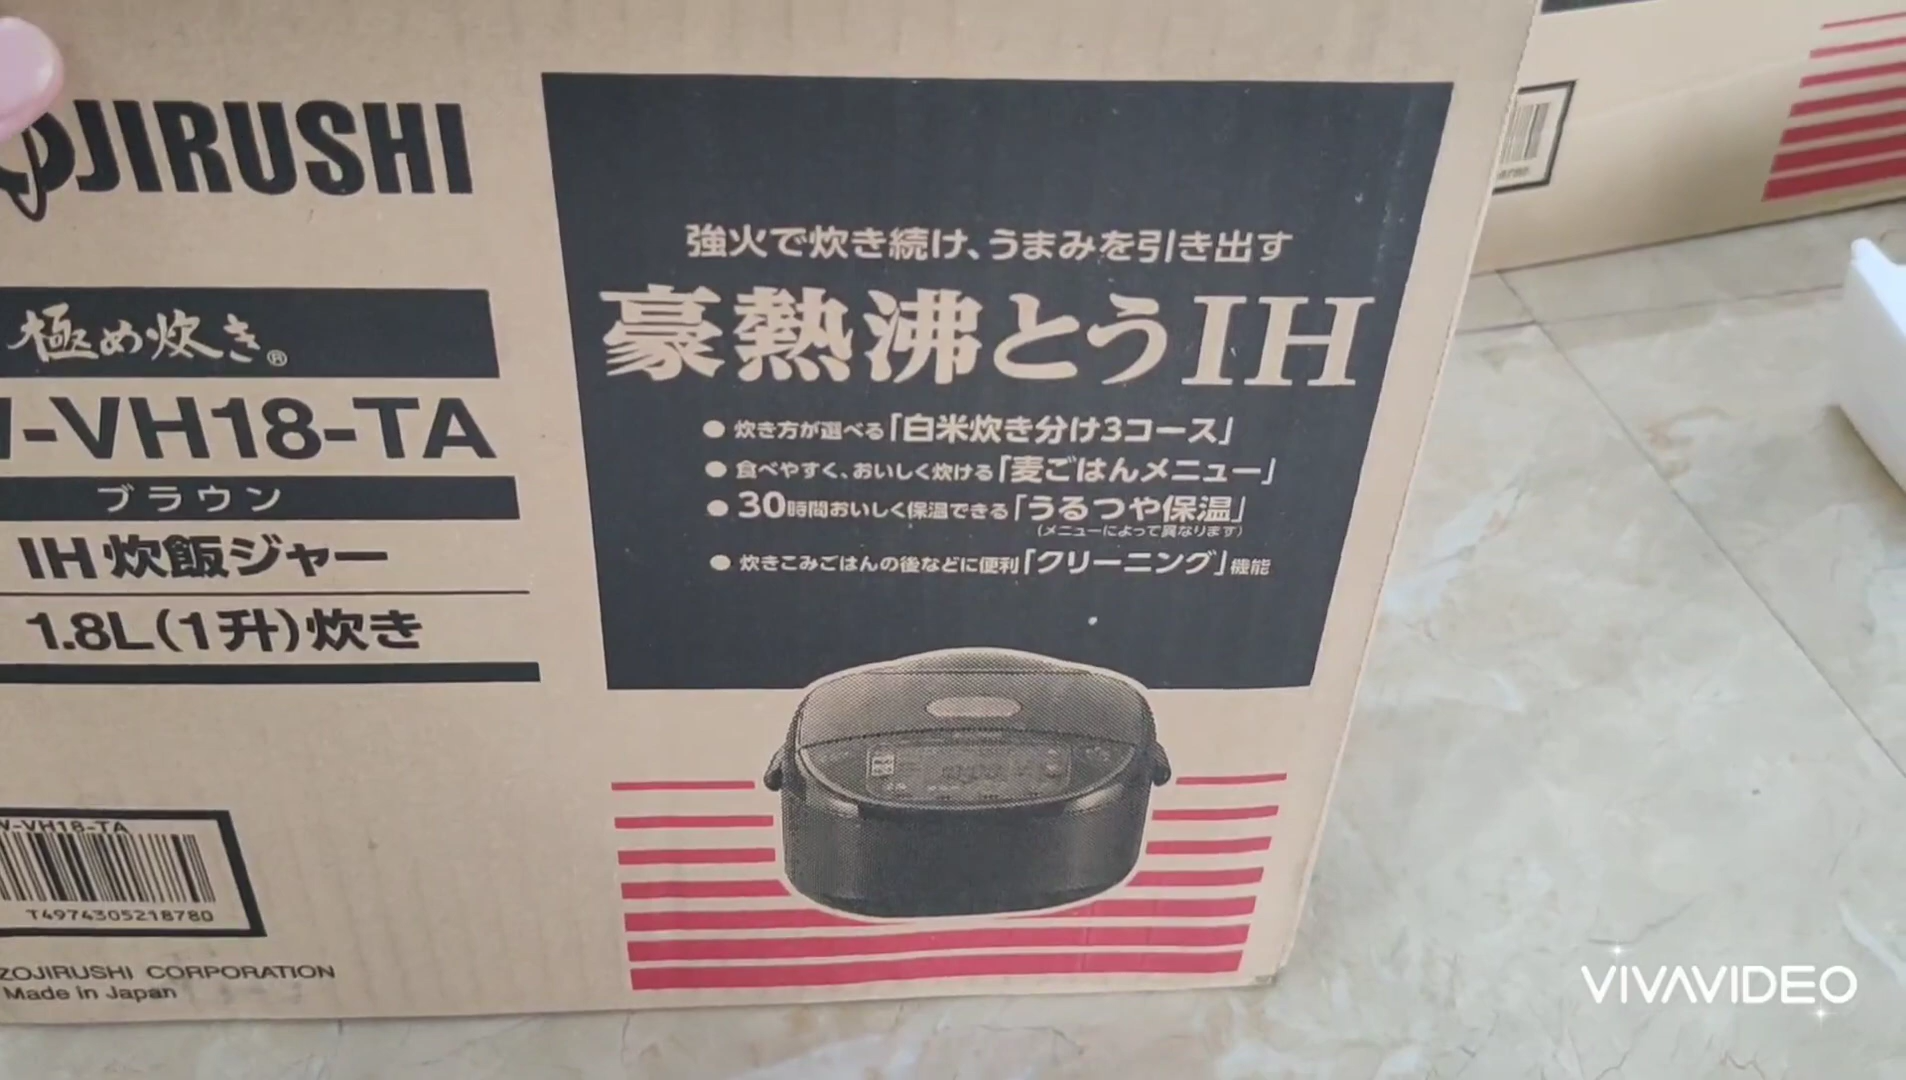 ZOJIRUSHI
極め炊き®
-VH18-TA
ブラウン
IH炊飯ジャー
1.8L(1升)炊き
強火で炊き続け、うまみを引き出す
豪熱沸とうIH
● 炊き方が選べる「白米炊き分け3コース」
● 食べやすく、おいしく炊ける「麦ごはんメニュー」
● 30時間おいしく保温できる「うるつや保温」
(メニューによって異なります)
● 炊きこみごはんの後などに便利「クリーニング」機能
-VH18-TA
T4974305218780
ZOJIRUSHI CORPORATION
Made in Japan
VIVAVIDEO